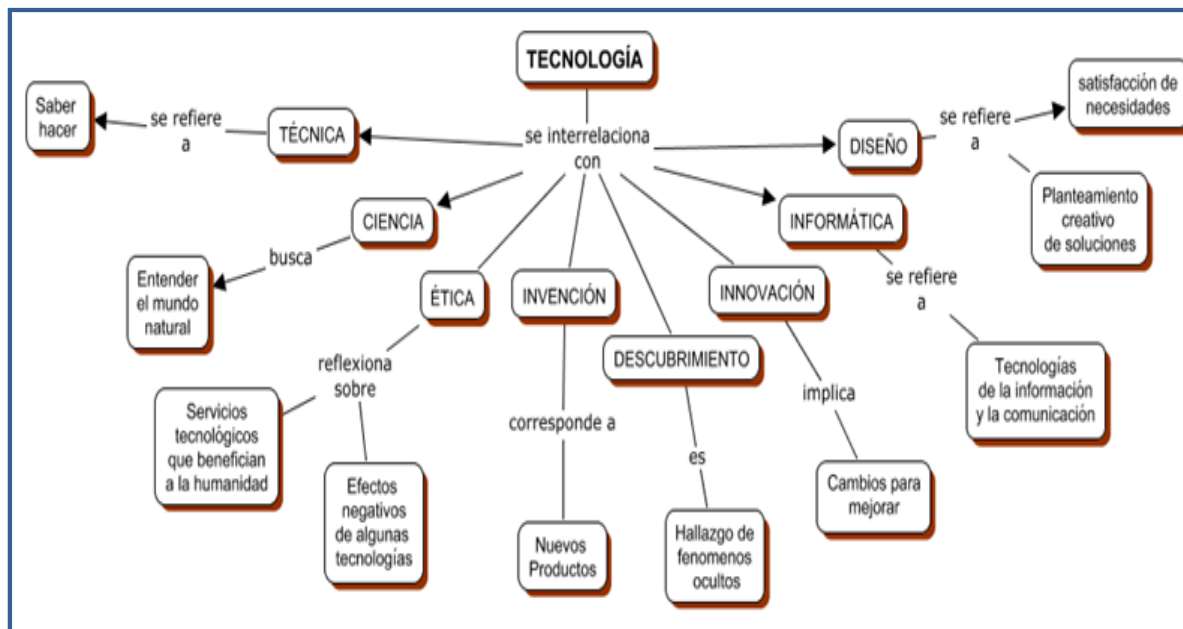 TECNOLOGÍA
se interrelaciona
con
TÉCNICA
se refiere
a
Saber
hacer
CIENCIA
busca
Entender
el mundo
natural
ÉTICA
reflexiona
sobre
Servicios
tecnológicos
que benefician
a la humanidad
Efectos
negativos
de algunas
tecnologías
INVENCIÓN
corresponde a
Nuevos
Productos
DESCUBRIMIENTO
es
Hallazgo de
fenomenos
ocultos
INNOVACIÓN
implica
Cambios para
mejorar
INFORMÁTICA
se refiere
a
Tecnologías
de la información
y la comunicación
DISEÑO
se refiere
a
satisfacción de
necesidades
Planteamiento
creativo
de soluciones